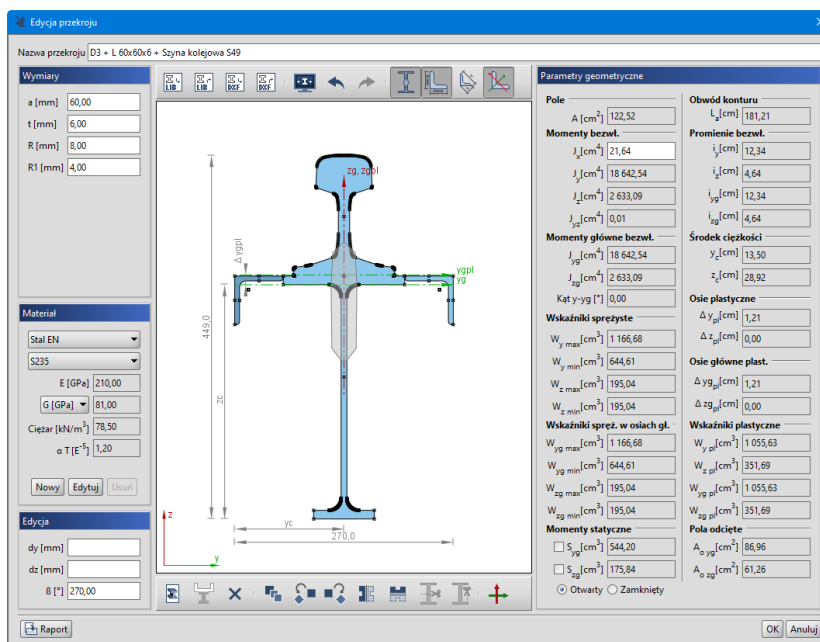 Edycja przekroju
Nazwa przekroju D3 + L 60x60x6 + Szyna kolejowa S49
Wymiary
a [mm] 60,00
t [mm] 6,00
R [mm] 8,00
R1 [mm] 4,00
Materiał
Stal EN
S235
E [GPa] 210,00
G [GPa] 81,00
Ciężar [kN/m³] 78,50
α T[E⁻⁵] 1,20
Nowy Edytuj Usuń
Edycja
dy [mm]
dz [mm]
ß [°] 270,00
LIB LIB DXF DXF
zg, zgpl
Δ ygpl
ygpl
yg
449,0
zc
yc
270,0
z
y
Parametry geometryczne
Pole
A [cm²] 122,52
Momenty bezwł.
Jx[cm⁴] 21,64
Jy[cm⁴] 18 642,54
Jz[cm⁴] 2 633,09
Jyz[cm⁴] 0,01
Momenty główne bezwł.
Jyg[cm⁴] 18 642,54
Jzg[cm⁴] 2 633,09
Kąt y-yg [°] 0,00
Wskaźniki sprężyste
Wy max[cm³] 1 166,68
Wy min[cm³] 644,61
Wz max[cm³] 195,04
Wz min[cm³] 195,04
Wskaźniki spręż. w osiach gł.
Wyg max[cm³] 1 166,68
Wyg min[cm³] 644,61
Wzg max[cm³] 195,04
Wzg min[cm³] 195,04
Momenty statyczne
Syg[cm³] 544,20
Szg[cm³] 175,84
Otwarty Zamknięty
Obwód konturu
La[cm] 181,21
Promienie bezwł.
iy[cm] 12,34
iz[cm] 4,64
iyg[cm] 12,34
izg[cm] 4,64
Środek ciężkości
yc[cm] 13,50
zc[cm] 28,92
Osie plastyczne
Δ ypl[cm] 1,21
Δ zpl[cm] 0,00
Osie główne plast.
Δ ygpl[cm] 1,21
Δ zgpl[cm] 0,00
Wskaźniki plastyczne
Wy pl[cm³] 1 055,63
Wz pl[cm³] 351,69
Wyg pl[cm³] 1 055,63
Wzg pl[cm³] 351,69
Pola odcięte
Ao yg[cm²] 86,96
Ao zg[cm²] 61,26
Raport
OK Anuluj